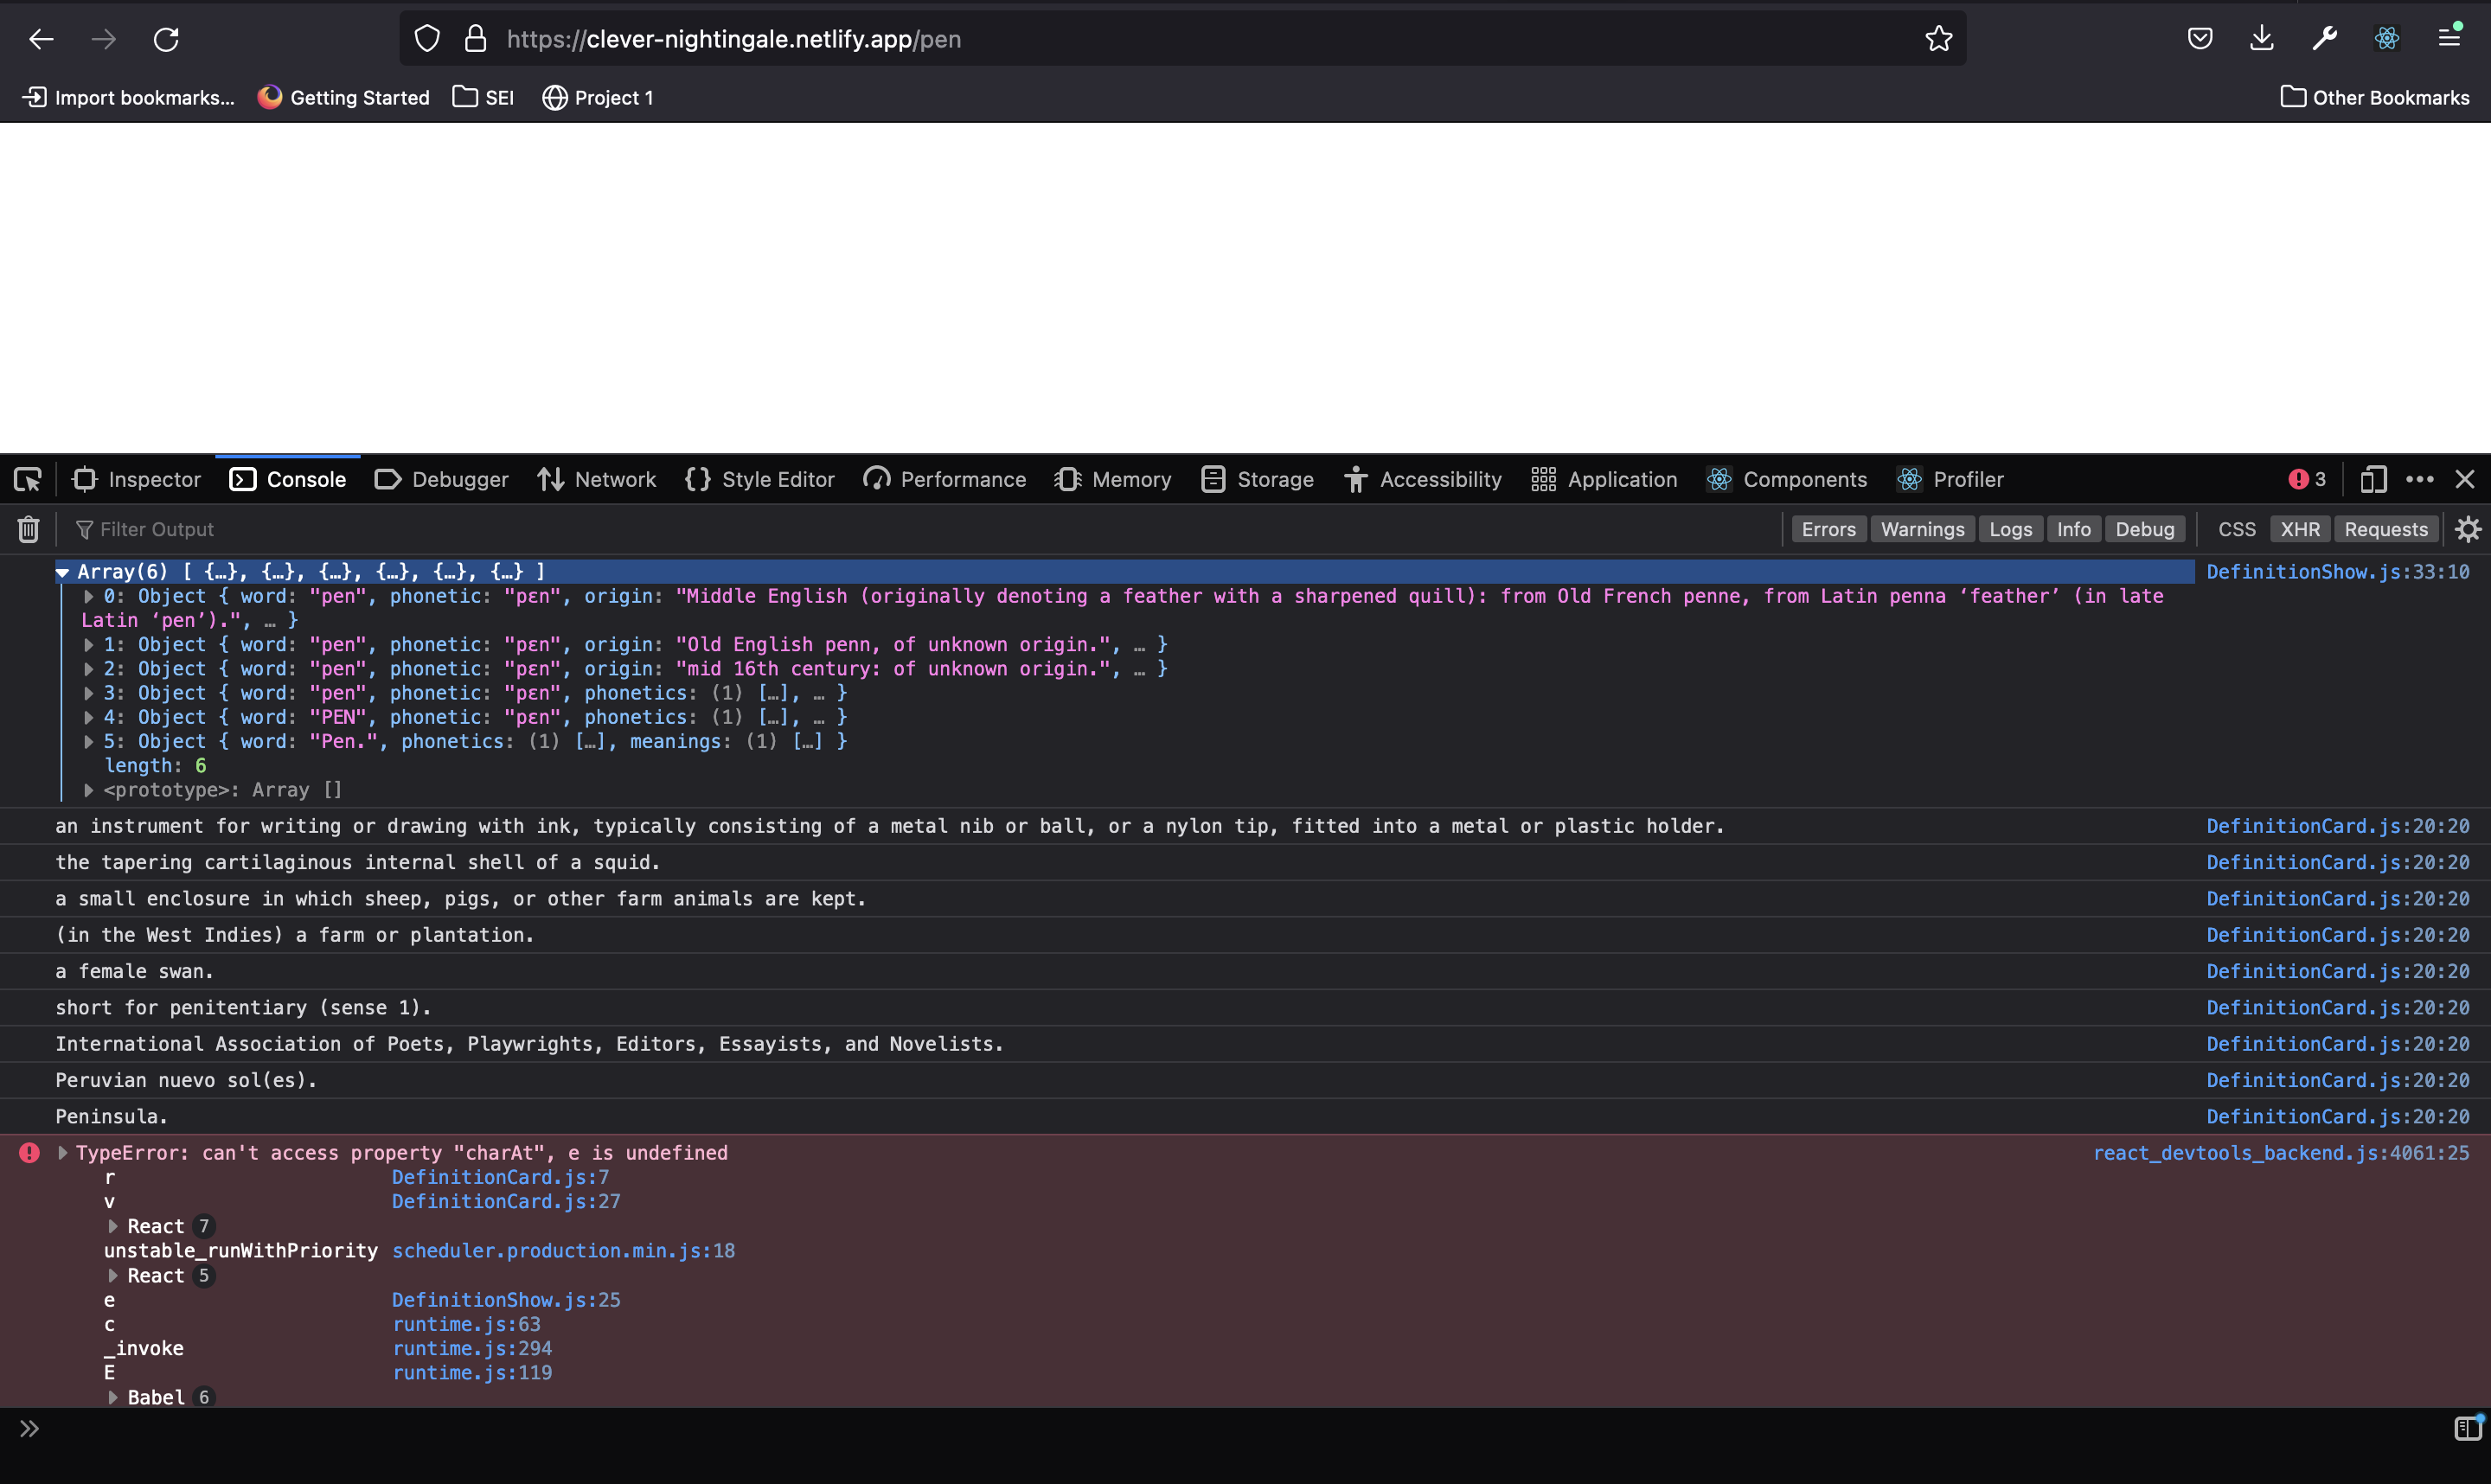 https://clever-nightingale.netlify.app/pen
Import bookmarks...
Getting Started
SEI
Project 1
Other Bookmarks
Inspector
Console
Debugger
Network
Style Editor
Performance
Memory
Storage
Accessibility
Application
Components
Profiler
3
Filter Output
Errors
Warnings
Logs
Info
Debug
CSS
XHR
Requests
Array(6) [ {…}, {…}, {…}, {…}, {…}, {…} ]
DefinitionShow.js:33:10
0: Object { word: "pen", phonetic: "pɛn", origin: "Middle English (originally denoting a feather with a sharpened quill): from Old French penne, from Latin penna ‘feather’ (in late
Latin ‘pen’).", … }
1: Object { word: "pen", phonetic: "pɛn", origin: "Old English penn, of unknown origin.", … }
2: Object { word: "pen", phonetic: "pɛn", origin: "mid 16th century: of unknown origin.", … }
3: Object { word: "pen", phonetic: "pɛn", phonetics: (1) […], … }
4: Object { word: "PEN", phonetic: "pɛn", phonetics: (1) […], … }
5: Object { word: "Pen.", phonetics: (1) […], meanings: (1) […] }
length: 6
<prototype>: Array []
an instrument for writing or drawing with ink, typically consisting of a metal nib or ball, or a nylon tip, fitted into a metal or plastic holder.
DefinitionCard.js:20:20
the tapering cartilaginous internal shell of a squid.
DefinitionCard.js:20:20
a small enclosure in which sheep, pigs, or other farm animals are kept.
DefinitionCard.js:20:20
(in the West Indies) a farm or plantation.
DefinitionCard.js:20:20
a female swan.
DefinitionCard.js:20:20
short for penitentiary (sense 1).
DefinitionCard.js:20:20
International Association of Poets, Playwrights, Editors, Essayists, and Novelists.
DefinitionCard.js:20:20
Peruvian nuevo sol(es).
DefinitionCard.js:20:20
Peninsula.
DefinitionCard.js:20:20
TypeError: can't access property "charAt", e is undefined
react_devtools_backend.js:4061:25
r DefinitionCard.js:7
v DefinitionCard.js:27
React 7
unstable_runWithPriority scheduler.production.min.js:18
React 5
e DefinitionShow.js:25
c runtime.js:63
_invoke runtime.js:294
E runtime.js:119
Babel 6